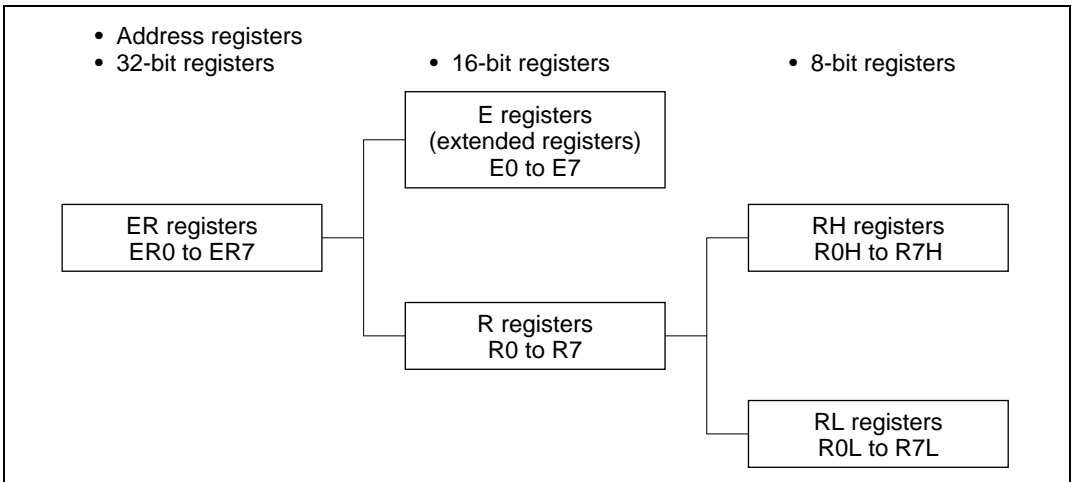 • Address registers
• 32-bit registers
• 16-bit registers
• 8-bit registers
E registers
(extended registers)
E0 to E7
ER registers
ER0 to ER7
RH registers
R0H to R7H
R registers
R0 to R7
RL registers
R0L to R7L